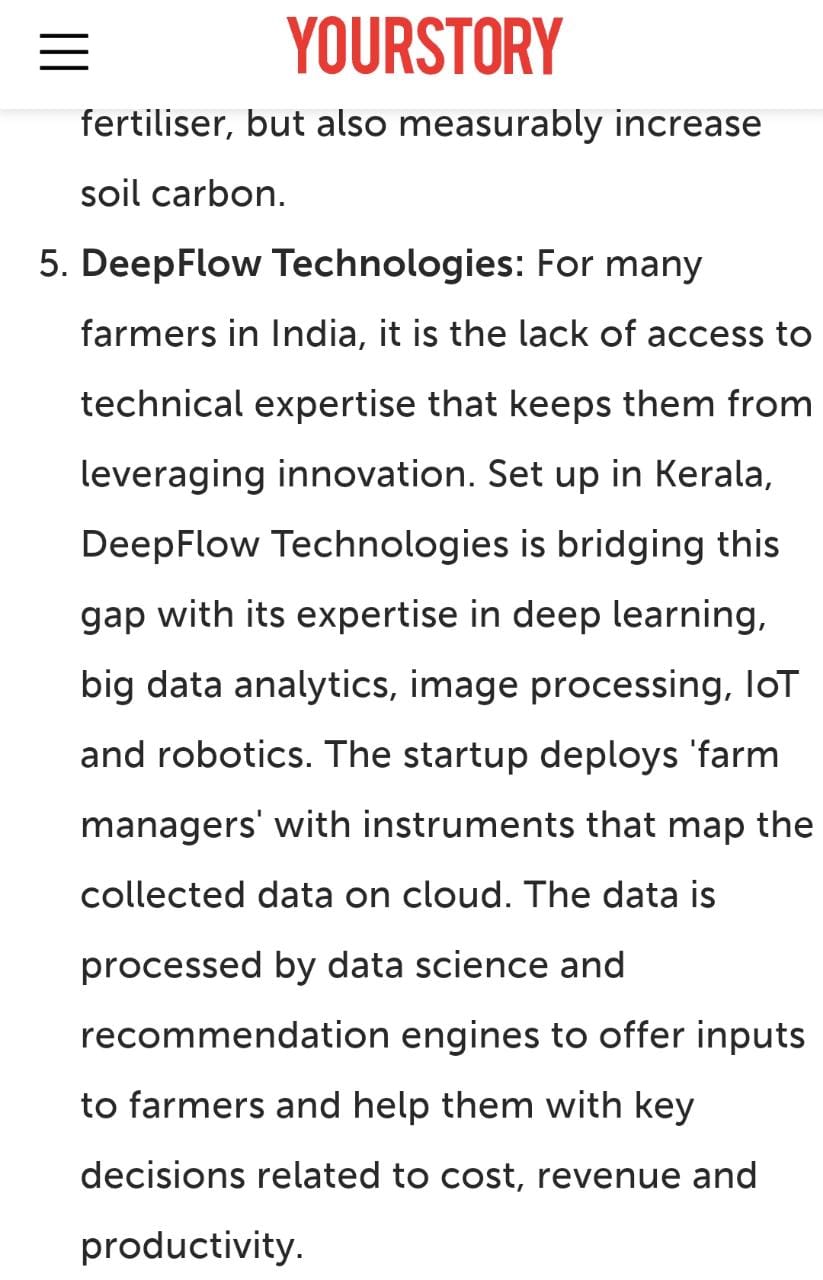 YOURSTORY
fertiliser, but also measurably increase
soil carbon.
5. DeepFlow Technologies: For many
farmers in India, it is the lack of access to
technical expertise that keeps them from
leveraging innovation. Set up in Kerala,
DeepFlow Technologies is bridging this
gap with its expertise in deep learning,
big data analytics, image processing, IoT
and robotics. The startup deploys 'farm
managers' with instruments that map the
collected data on cloud. The data is
processed by data science and
recommendation engines to offer inputs
to farmers and help them with key
decisions related to cost, revenue and
productivity.